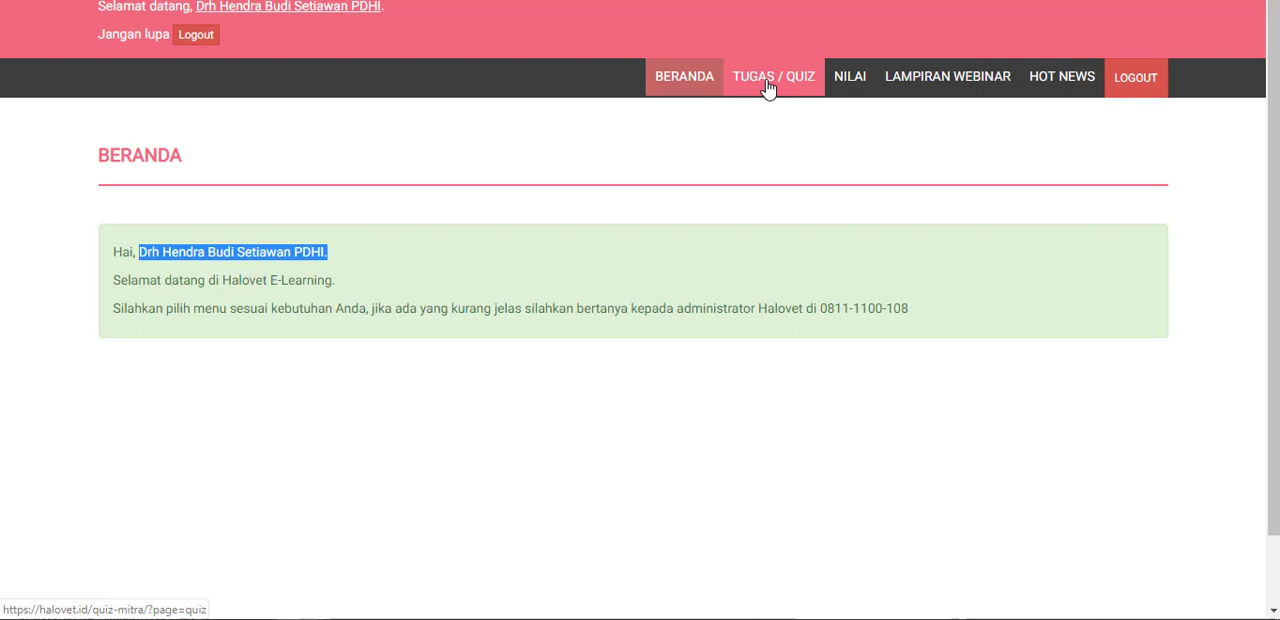 Selamat datang, Drh Hendra Budi Setiawan PDHI.
Jangan lupa Logout
BERANDA TUGAS / QUIZ NILAI LAMPIRAN WEBINAR HOT NEWS LOGOUT
BERANDA
Hai, Drh Hendra Budi Setiawan PDHI.
Selamat datang di Halovet E-Learning.
Silahkan pilih menu sesuai kebutuhan Anda, jika ada yang kurang jelas silahkan bertanya kepada administrator Halovet di 0811-1100-108
https://halovet.id/quiz-mitra/?page=quiz